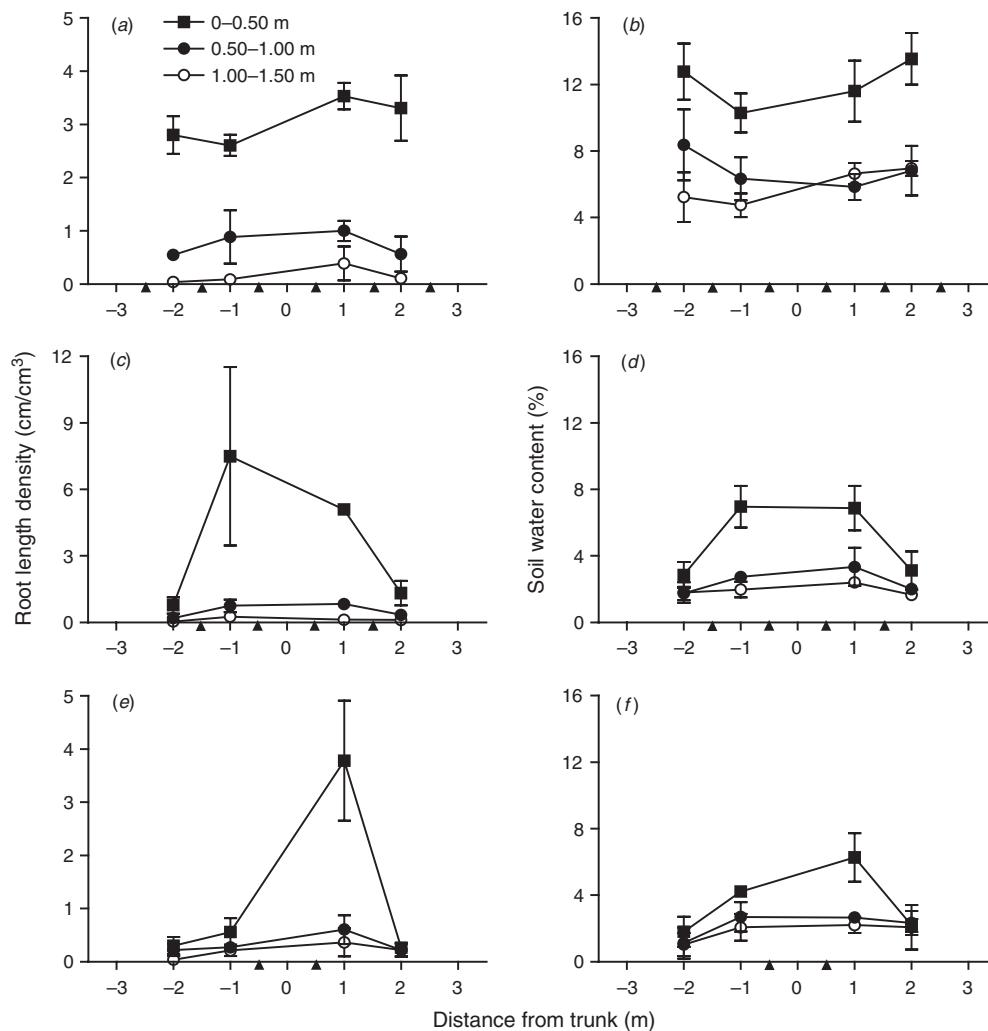 (a)
0–0.50 m
0.50–1.00 m
1.00–1.50 m
5
4
3
2
1
0
–3 –2 –1 0 1 2 3
(b)
16
12
8
4
0
–3 –2 –1 0 1 2 3
Root length density (cm/cm³)
(c)
12
9
6
3
0
–3 –2 –1 0 1 2 3
Soil water content (%)
(d)
16
12
8
4
0
–3 –2 –1 0 1 2 3
(e)
5
4
3
2
1
0
–3 –2 –1 0 1 2 3
(f)
16
12
8
4
0
–3 –2 –1 0 1 2 3
Distance from trunk (m)